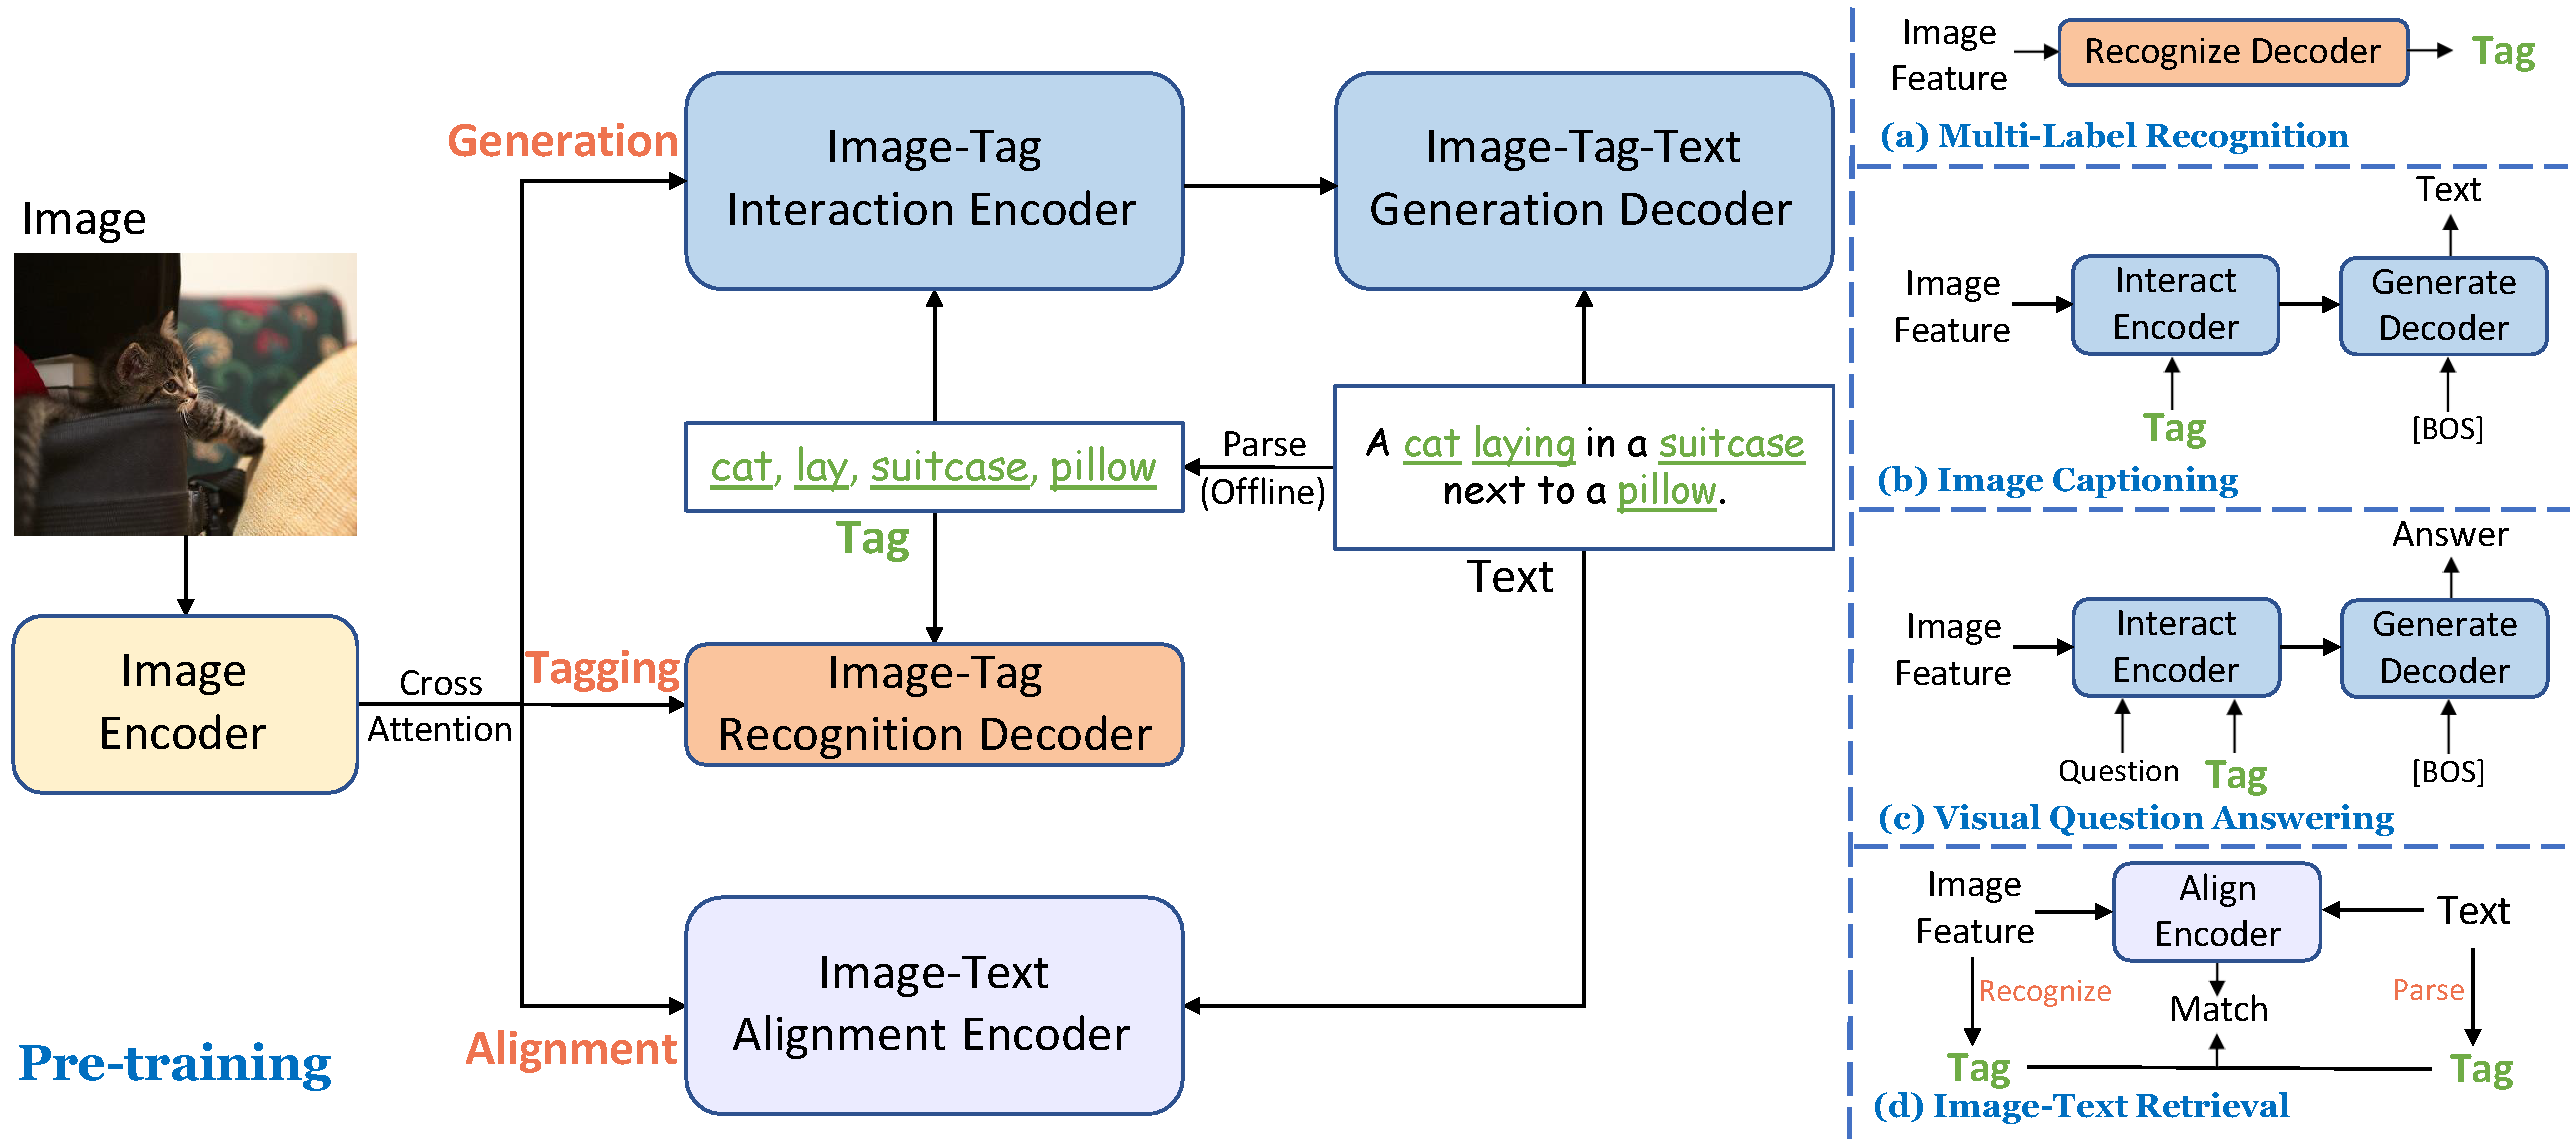 Image
Image
Encoder
Cross
Attention
Generation
Image-Tag
Interaction Encoder
Image-Tag-Text
Generation Decoder
cat, lay, suitcase, pillow
Tag
Parse
(Offline)
A cat laying in a suitcase
next to a pillow.
Text
Tagging
Image-Tag
Recognition Decoder
Alignment
Image-Text
Alignment Encoder
Pre-training
Image
Feature
Recognize Decoder
Tag
(a) Multi-Label Recognition
Text
Image
Feature
Interact
Encoder
Generate
Decoder
Tag
[BOS]
(b) Image Captioning
Answer
Image
Feature
Interact
Encoder
Generate
Decoder
Question
Tag
[BOS]
(c) Visual Question Answering
Image
Feature
Align
Encoder
Text
Recognize
Match
Parse
Tag
Tag
(d) Image-Text Retrieval